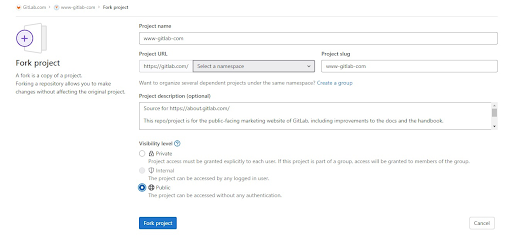 GitLab.com › www-gitlab-com › Fork project
Fork project
A fork is a copy of a project.
Forking a repository allows you to make
changes without affecting the original project.
Project name
www-gitlab-com
Project URL
Project slug
https://gitlab.com/
Select a namespace
www-gitlab-com
Want to organize several dependent projects under the same namespace? Create a group
Project description (optional)
Source for https://about.gitlab.com/
This repo/project is for the public-facing marketing website of GitLab, including improvements to the docs and the handbook.
Visibility level
Private
Project access must be granted explicitly to each user. If this project is part of a group, access will be granted to members of the group.
Internal
The project can be accessed by any logged in user.
Public
The project can be accessed without any authentication.
Fork project
Cancel